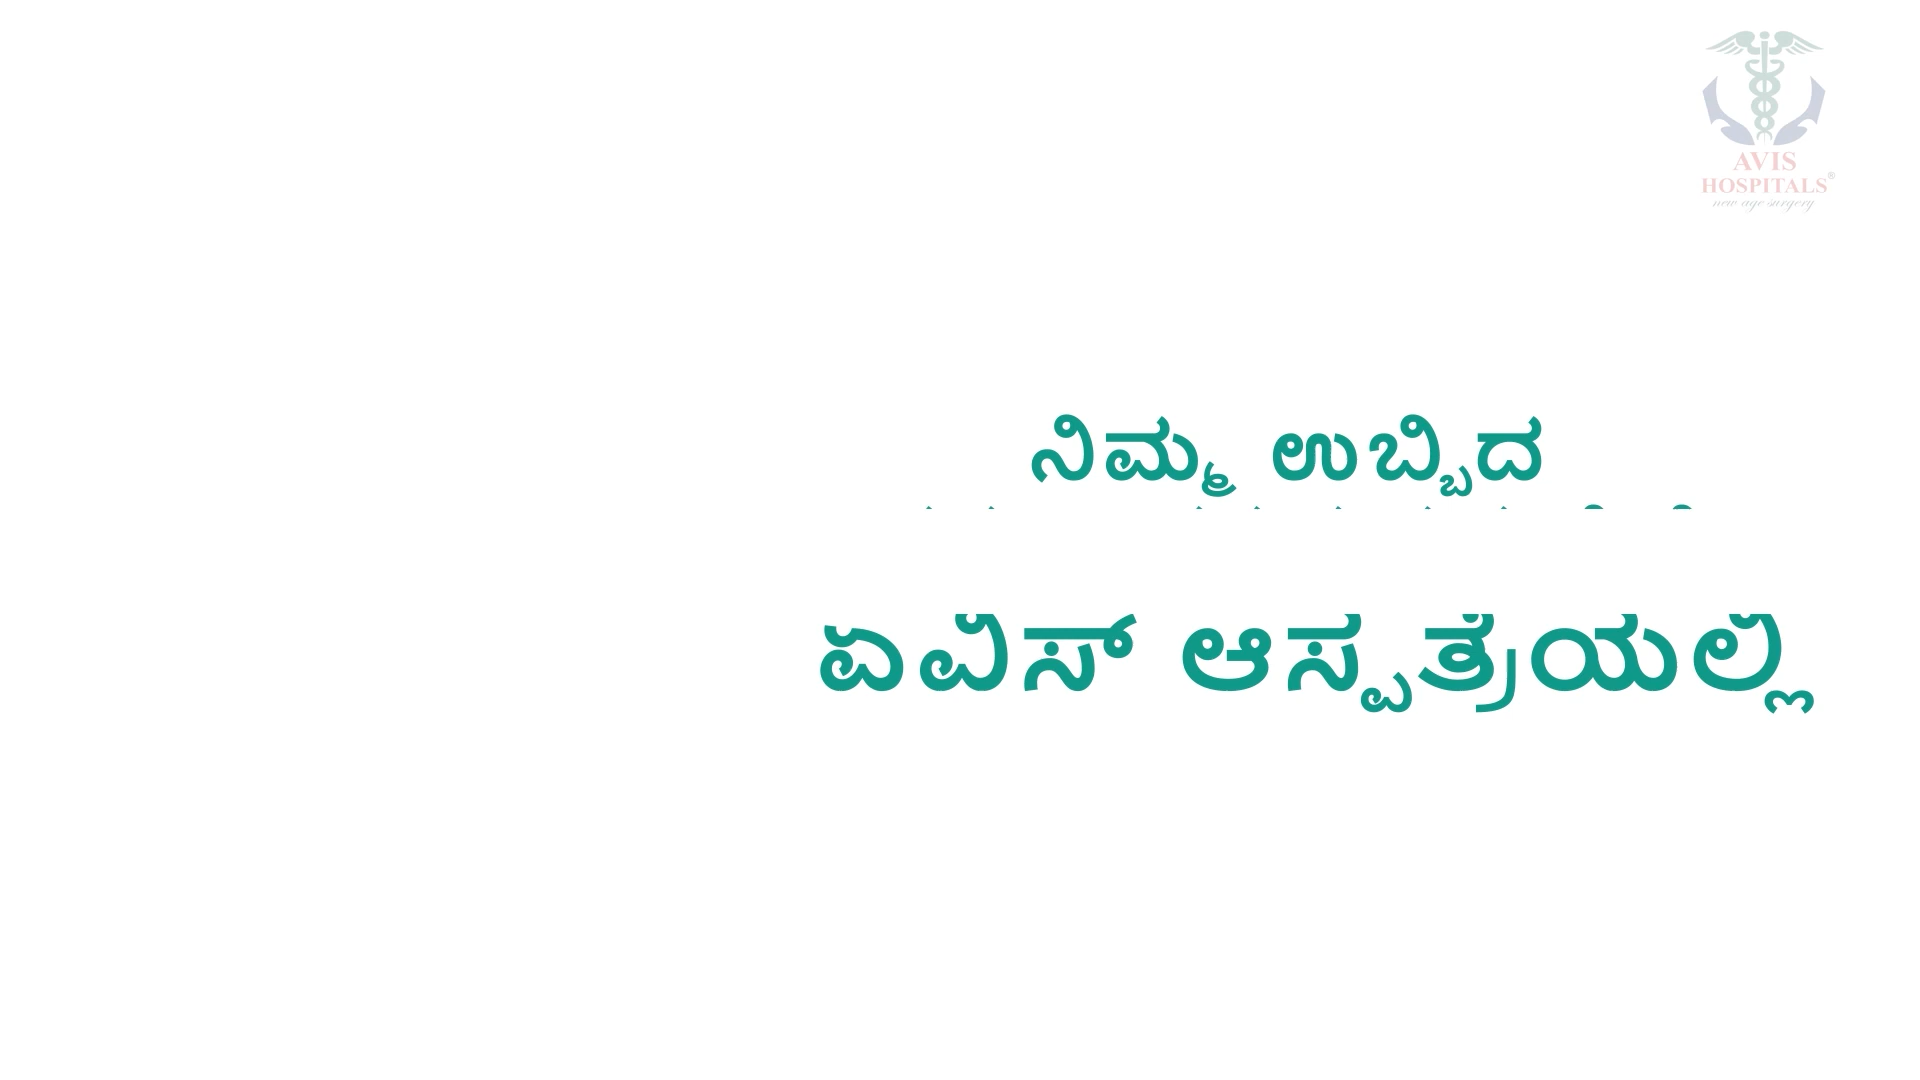 AVIS
HOSPITALS®
new age surgery
ನಿಮ್ಮ ಉಬ್ಬಿದ
ಏವಿಸ್ ಆಸ್ಪತ್ರೆಯಲ್ಲಿ